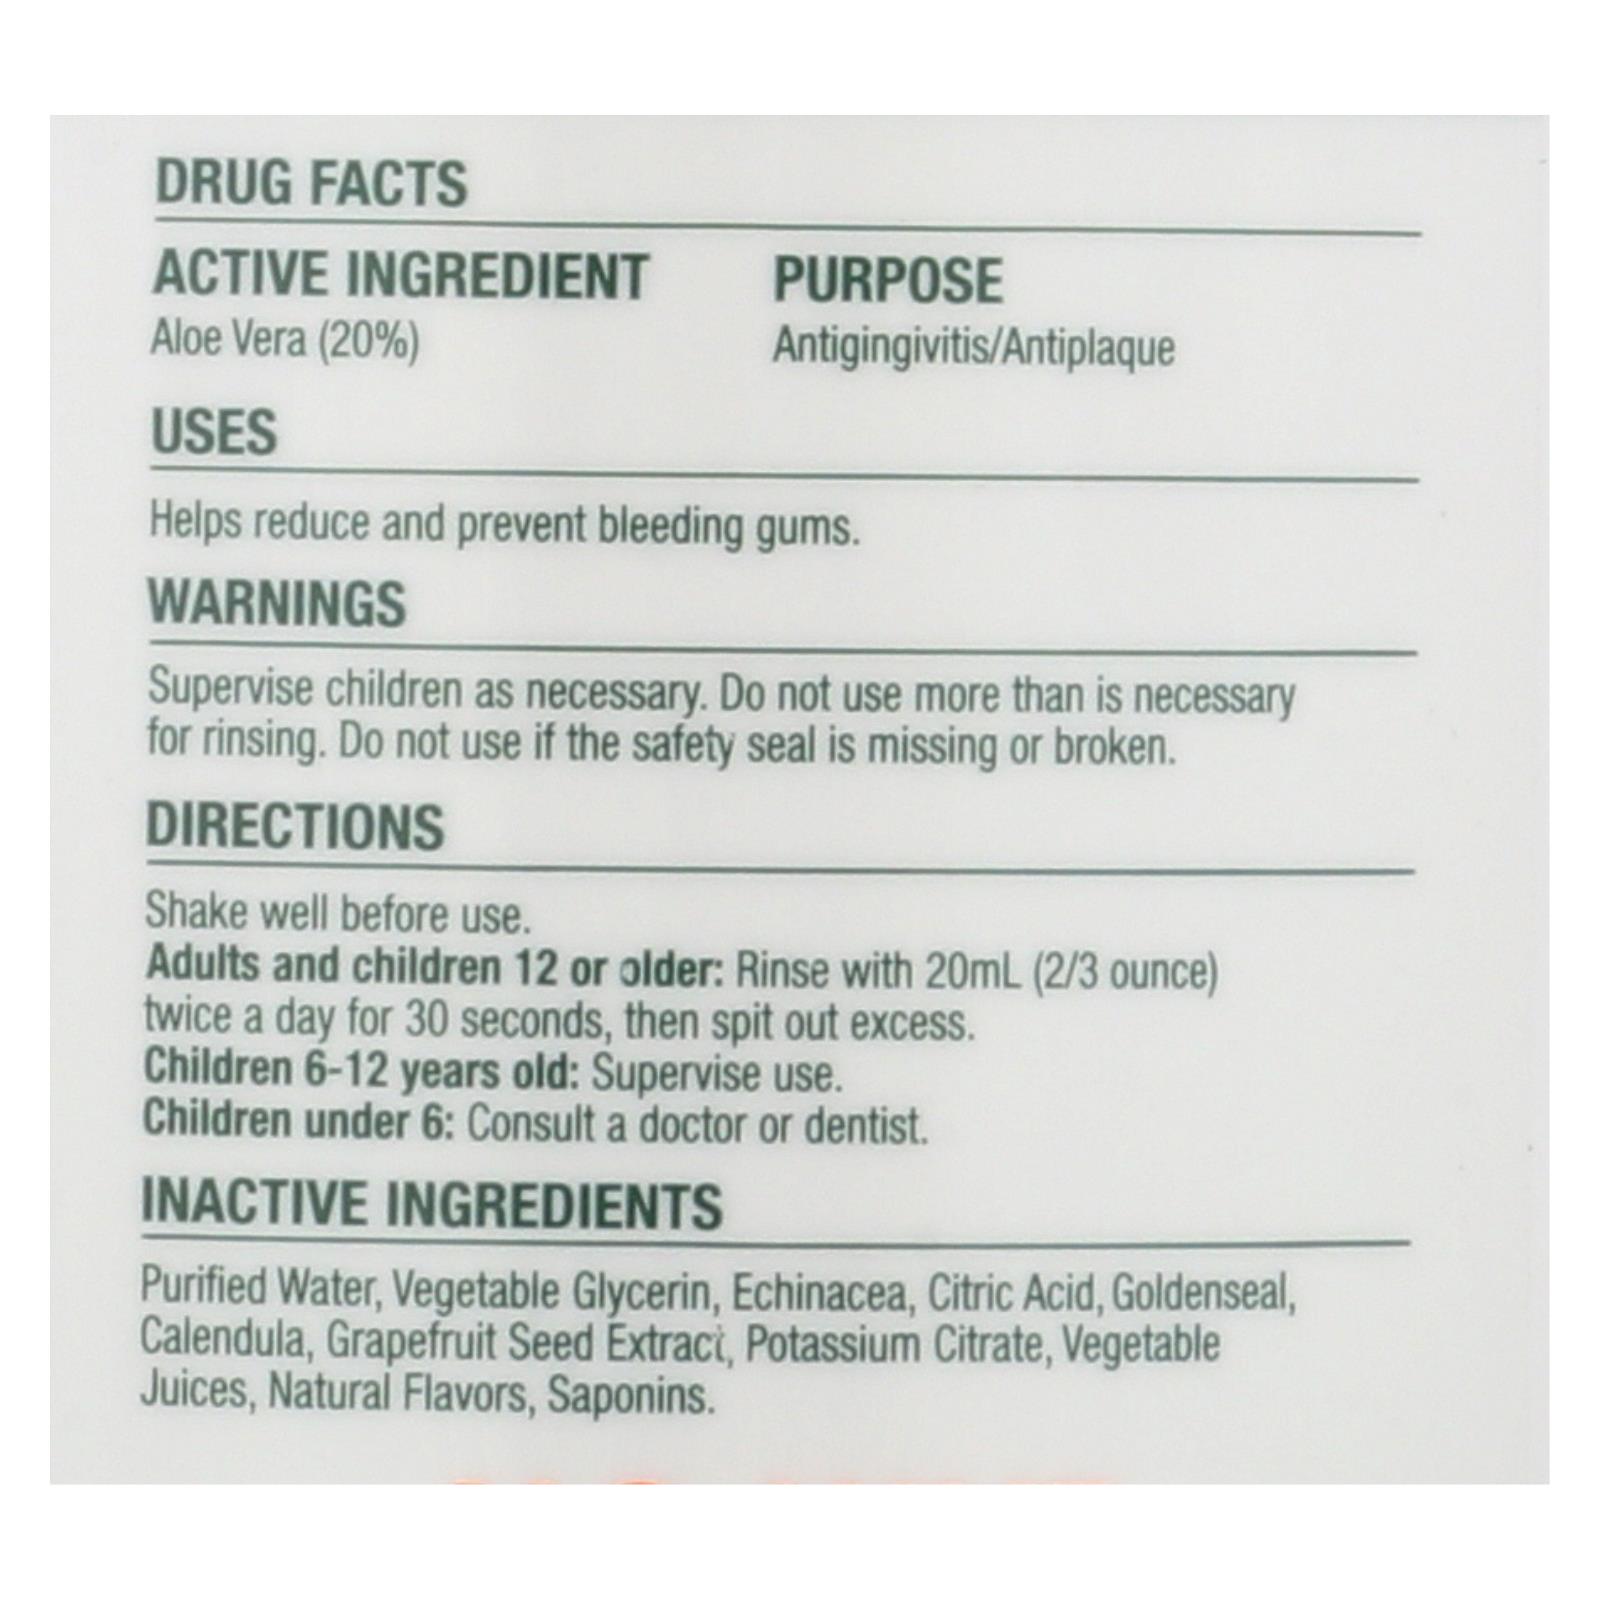 DRUG FACTS
ACTIVE INGREDIENT PURPOSE
Aloe Vera (20%) Antigingivitis/Antiplaque
USES
Helps reduce and prevent bleeding gums.
WARNINGS
Supervise children as necessary. Do not use more than is necessary
for rinsing. Do not use if the safety seal is missing or broken.
DIRECTIONS
Shake well before use.
Adults and children 12 or older: Rinse with 20mL (2/3 ounce)
twice a day for 30 seconds, then spit out excess.
Children 6-12 years old: Supervise use.
Children under 6: Consult a doctor or dentist.
INACTIVE INGREDIENTS
Purified Water, Vegetable Glycerin, Echinacea, Citric Acid, Goldenseal,
Calendula, Grapefruit Seed Extract, Potassium Citrate, Vegetable
Juices, Natural Flavors, Saponins.